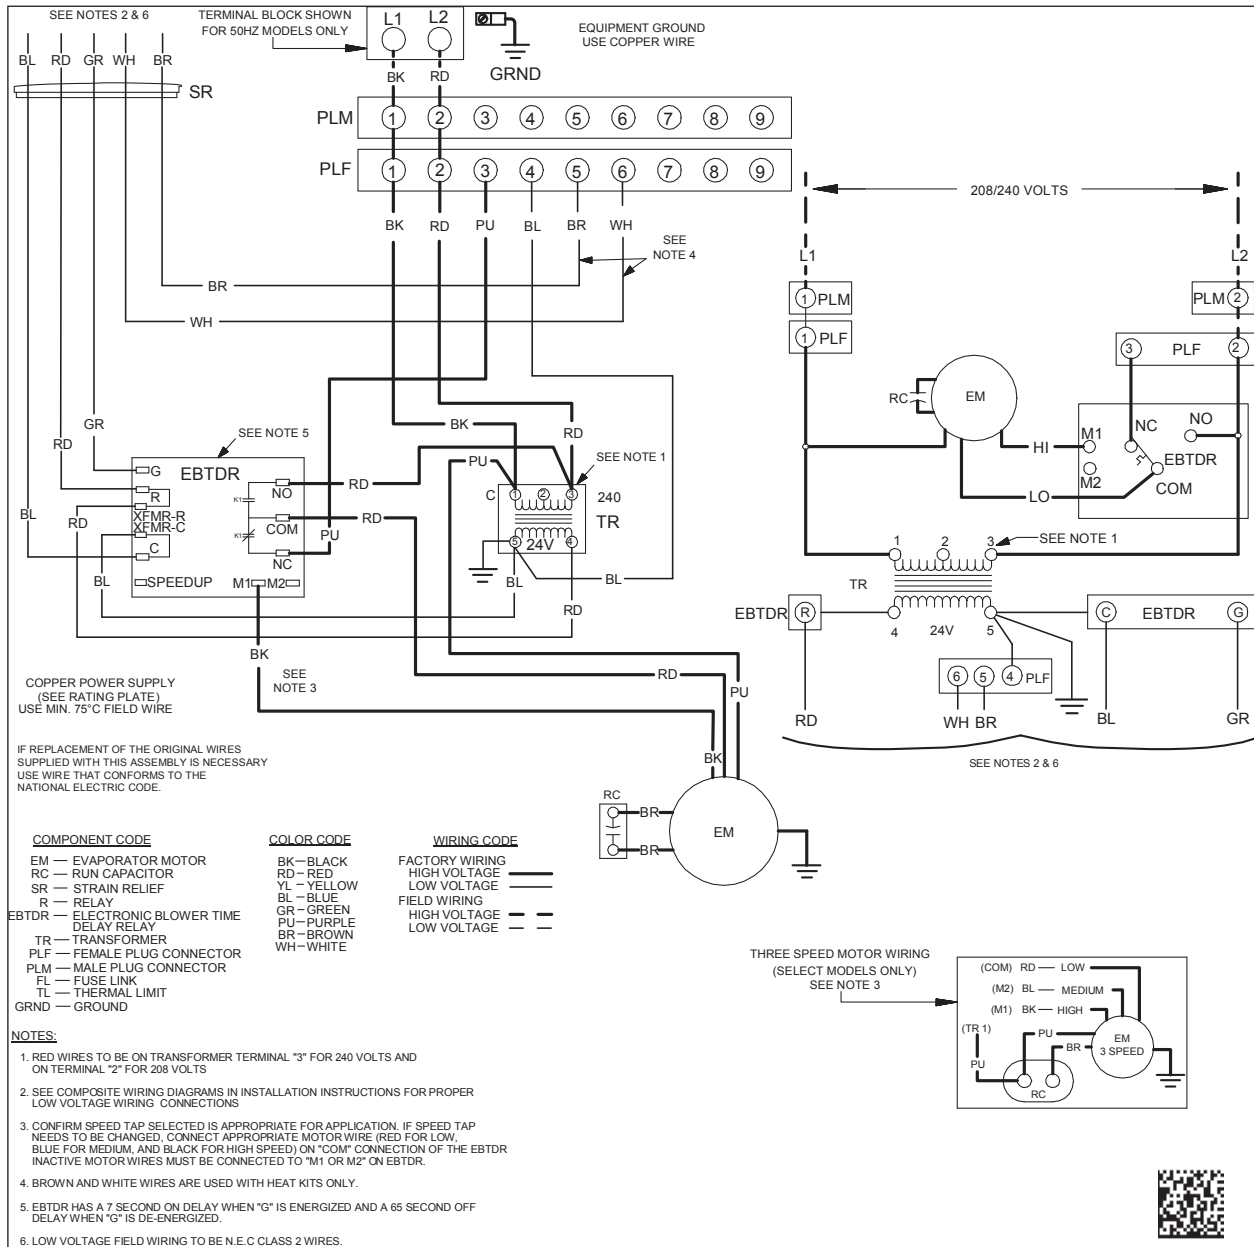 SEE NOTES 2 & 6
TERMINAL BLOCK SHOWN
FOR 50HZ MODELS ONLY
L1 L2
EQUIPMENT GROUND
USE COPPER WIRE
GRND
BL RD GR WH BR
SR
BK RD
PLM 1 2 3 4 5 6 7 8 9
PLF 1 2 3 4 5 6 7 8 9
BK RD PU BL BR WH
SEE
NOTE 4
BR
WH
GR
RD
BL
RD
BL
SEE NOTE 5
EBTDR
G
R
XFMR-R
XFMR-C
C
SPEEDUP
M1 M2
K1
K1
NO
COM
NC
RD
RD
PU
BK
PU
RD
SEE NOTE 1
C 1 2 3 240
TR
24V
5 4
BL
BL
RD
BK
SEE
NOTE 3
RD
PU
BK
COPPER POWER SUPPLY
(SEE RATING PLATE)
USE MIN. 75°C FIELD WIRE
IF REPLACEMENT OF THE ORIGINAL WIRES
SUPPLIED WITH THIS ASSEMBLY IS NECESSARY
USE WIRE THAT CONFORMS TO THE
NATIONAL ELECTRIC CODE.
RC
BR
BR
EM
208/240 VOLTS
L1
L2
1 PLM
PLM 2
1 PLF
3 PLF 2
RC
EM
HI
LO
M1
M2
NC
NO
EBTDR
COM
1 2 3
SEE NOTE 1
TR
4 24V 5
EBTDR R
C EBTDR G
6 5 4 PLF
RD
WH BR
BL
GR
SEE NOTES 2 & 6
COMPONENT CODE
EM — EVAPORATOR MOTOR
RC — RUN CAPACITOR
SR — STRAIN RELIEF
R — RELAY
EBTDR — ELECTRONIC BLOWER TIME
DELAY RELAY
TR — TRANSFORMER
PLF — FEMALE PLUG CONNECTOR
PLM — MALE PLUG CONNECTOR
FL — FUSE LINK
TL — THERMAL LIMIT
GRND — GROUND
COLOR CODE
BK—BLACK
RD—RED
YL —YELLOW
BL —BLUE
GR—GREEN
PU—PURPLE
BR—BROWN
WH—WHITE
WIRING CODE
FACTORY WIRING
HIGH VOLTAGE
LOW VOLTAGE
FIELD WIRING
HIGH VOLTAGE
LOW VOLTAGE
THREE SPEED MOTOR WIRING
(SELECT MODELS ONLY)
SEE NOTE 3
(COM) RD — LOW
(M2) BL — MEDIUM
(M1) BK — HIGH
(TR 1)
PU
PU
BR
EM
3 SPEED
RC
NOTES:
1. RED WIRES TO BE ON TRANSFORMER TERMINAL "3" FOR 240 VOLTS AND
ON TERMINAL "2" FOR 208 VOLTS
2. SEE COMPOSITE WIRING DIAGRAMS IN INSTALLATION INSTRUCTIONS FOR PROPER
LOW VOLTAGE WIRING CONNECTIONS
3. CONFIRM SPEED TAP SELECTED IS APPROPRIATE FOR APPLICATION. IF SPEED TAP
NEEDS TO BE CHANGED, CONNECT APPROPRIATE MOTOR WIRE (RED FOR LOW,
BLUE FOR MEDIUM, AND BLACK FOR HIGH SPEED) ON "COM" CONNECTION OF THE EBTDR
INACTIVE MOTOR WIRES MUST BE CONNECTED TO "M1 OR M2" ON EBTDR.
4. BROWN AND WHITE WIRES ARE USED WITH HEAT KITS ONLY.
5. EBTDR HAS A 7 SECOND ON DELAY WHEN "G" IS ENERGIZED AND A 65 SECOND OFF
DELAY WHEN "G" IS DE-ENERGIZED.
6. LOW VOLTAGE FIELD WIRING TO BE N.E.C CLASS 2 WIRES.